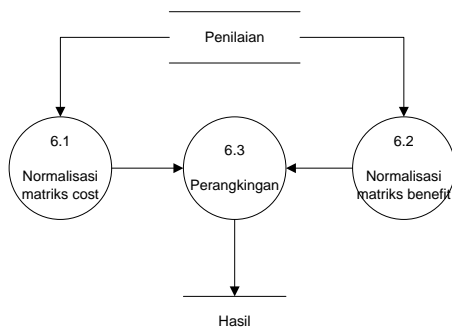 Penilaian
6.1
Normalisasi
matriks cost
6.3
Perangkingan
6.2
Normalisasi
matriks benefit
Hasil